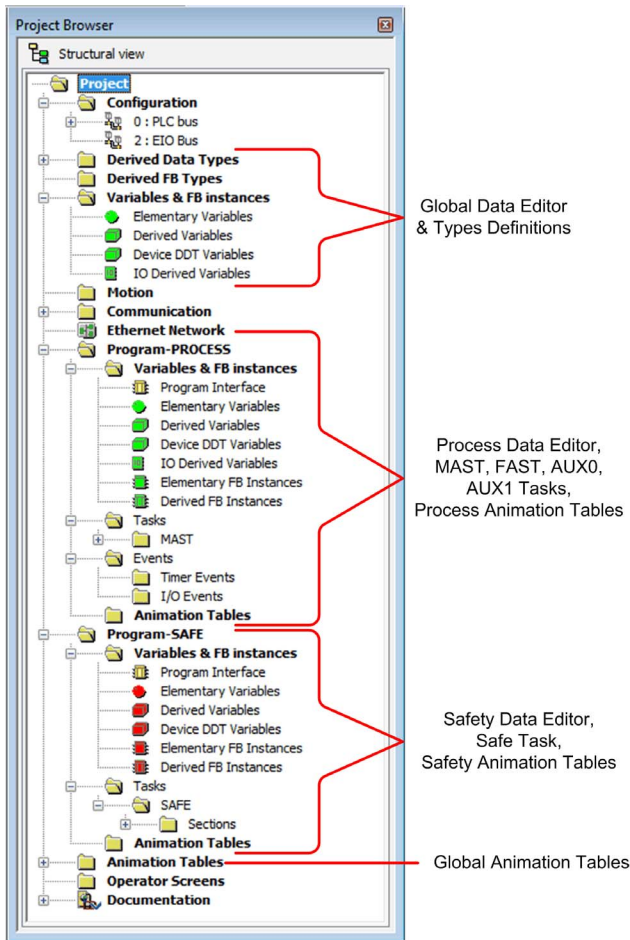 Project Browser
Structural view
Project
Configuration
0 : PLC bus
2 : EIO Bus
Derived Data Types
Derived FB Types
Variables & FB instances
Elementary Variables
Derived Variables
Device DDT Variables
IO Derived Variables
Motion
Communication
Ethernet Network
Program-PROCESS
Variables & FB instances
Program Interface
Elementary Variables
Derived Variables
Device DDT Variables
IO Derived Variables
Elementary FB Instances
Derived FB Instances
Tasks
MAST
Events
Timer Events
I/O Events
Animation Tables
Program-SAFE
Variables & FB instances
Program Interface
Elementary Variables
Derived Variables
Device DDT Variables
Elementary FB Instances
Derived FB Instances
Tasks
SAFE
Sections
Animation Tables
Animation Tables
Operator Screens
Documentation
Global Data Editor
& Types Definitions
Process Data Editor,
MAST, FAST, AUX0,
AUX1 Tasks,
Process Animation Tables
Safety Data Editor,
Safe Task,
Safety Animation Tables
Global Animation Tables